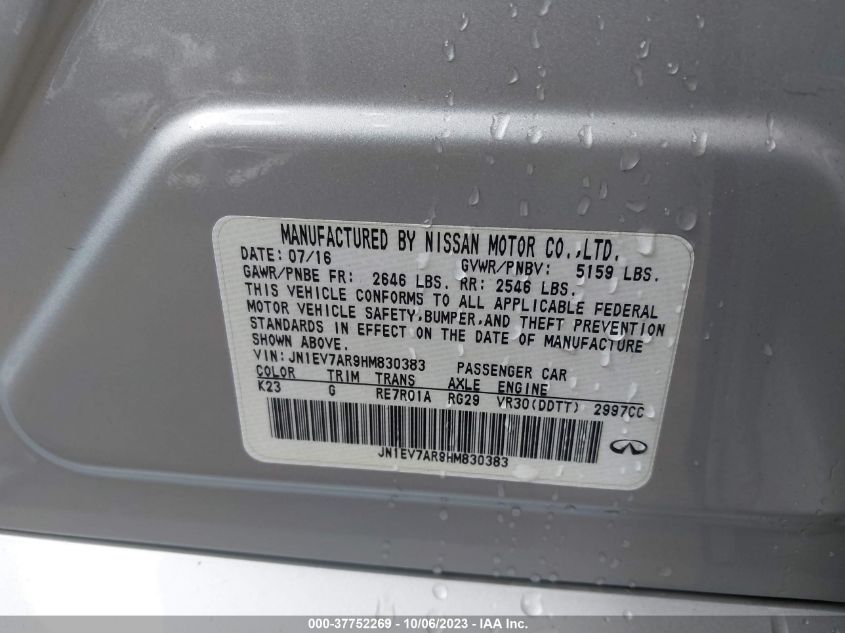 MANUFACTURED BY NISSAN MOTOR CO.,LTD.
DATE: 07/16 GVWR/PNBV: 5159 LBS.
GAWR/PNBE FR: 2646 LBS. RR: 2546 LBS.
THIS VEHICLE CONFORMS TO ALL APPLICABLE FEDERAL
MOTOR VEHICLE SAFETY,BUMPER,AND THEFT PREVENTION
STANDARDS IN EFFECT ON THE DATE OF MANUFACTURE
SHOWN ABOVE.
VIN: JN1EV7AR9HM830383 PASSENGER CAR
COLOR TRIM TRANS AXLE ENGINE
K23 G RE7R01A RG29 VR30(DDTT) 2997CC
JN1EV7AR9HM830383
000-37752269 - 10/06/2023 - IAA Inc.